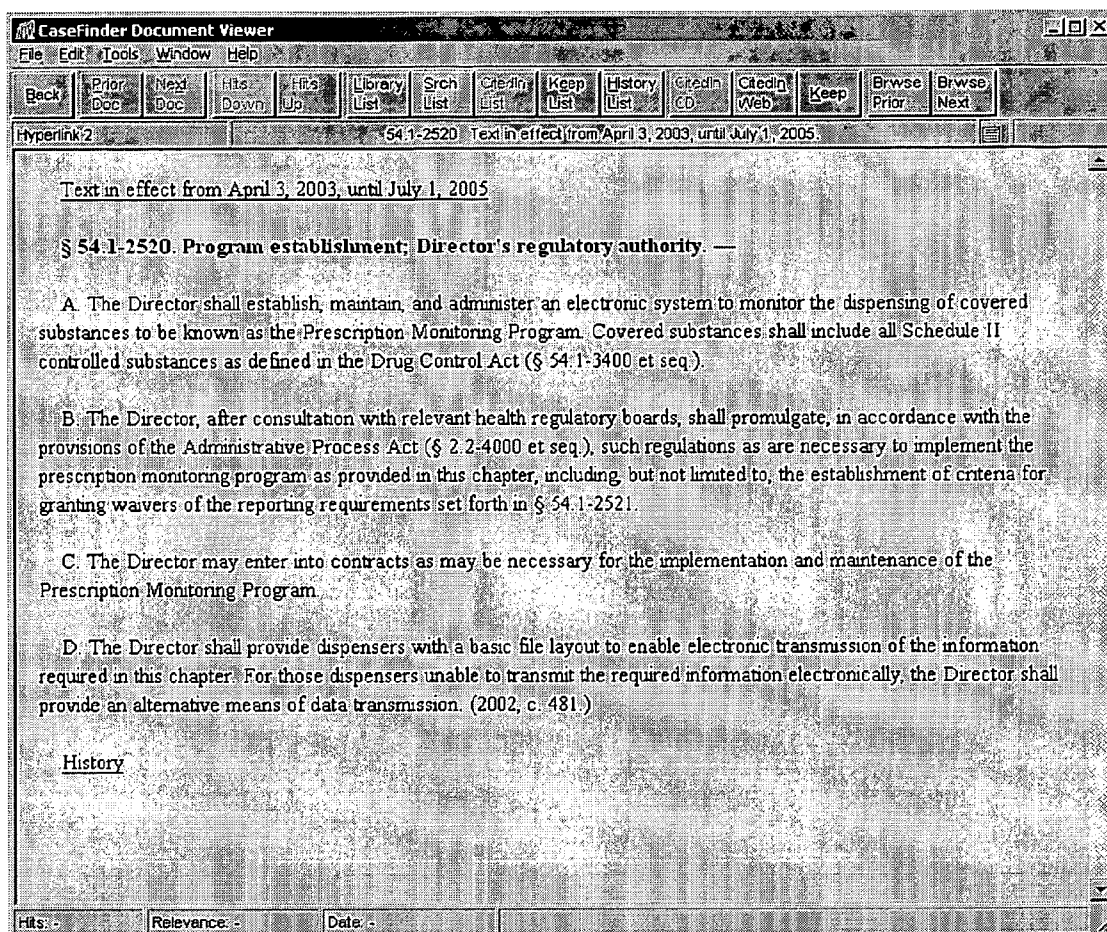 CaseFinder Document Viewer
File Edit Tools Window Help
Back Prior Doc Next Doc Hits Down Hits Up Library List Srch List CitedIn List Keep List History List CitedIn CD CitedIn Web Keep Brwse Prior Brwse Next
Hyperlink 2 54.1-2520 Text in effect from April 3, 2003, until July 1, 2005.
Text in effect from April 3, 2003, until July 1, 2005
§ 54.1-2520. Program establishment; Director's regulatory authority. —
A. The Director shall establish, maintain, and administer an electronic system to monitor the dispensing of covered
substances to be known as the Prescription Monitoring Program. Covered substances shall include all Schedule II
controlled substances as defined in the Drug Control Act (§ 54.1-3400 et seq.).
B. The Director, after consultation with relevant health regulatory boards, shall promulgate, in accordance with the
provisions of the Administrative Process Act (§ 2.2-4000 et seq.), such regulations as are necessary to implement the
prescription monitoring program as provided in this chapter, including, but not limited to, the establishment of criteria for
granting waivers of the reporting requirements set forth in § 54.1-2521.
C. The Director may enter into contracts as may be necessary for the implementation and maintenance of the
Prescription Monitoring Program.
D. The Director shall provide dispensers with a basic file layout to enable electronic transmission of the information
required in this chapter. For those dispensers unable to transmit the required information electronically, the Director shall
provide an alternative means of data transmission. (2002, c. 481.)
History
Hits: - Relevance: - Date: -